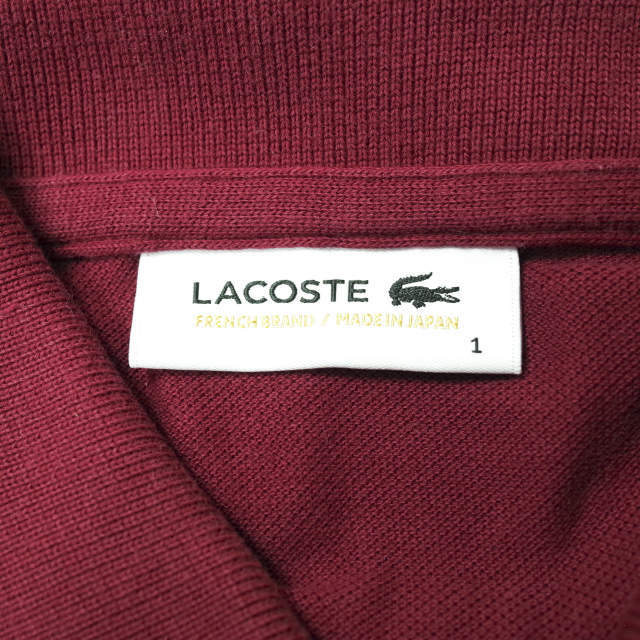 LACOSTE
FRENCH BRAND / MADE IN JAPAN
1